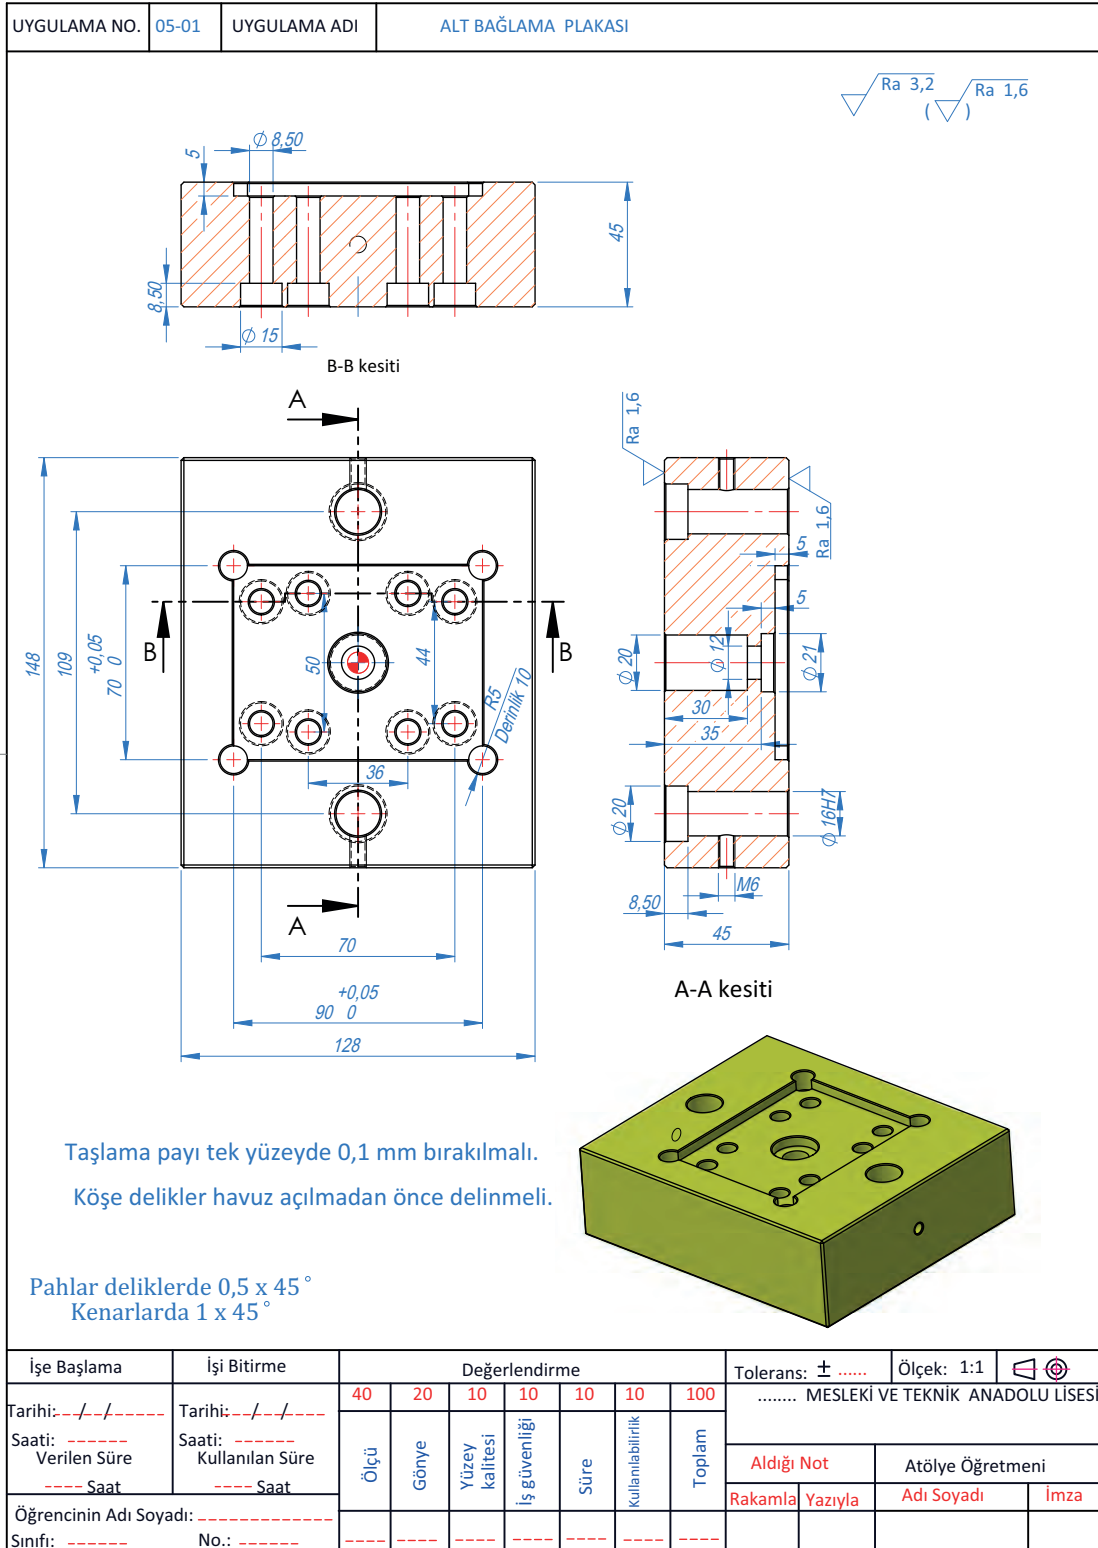 UYGULAMA NO. 05-01 UYGULAMA ADI ALT BAĞLAMA PLAKASI
Ra 3,2
( Ra 1,6 )
∅ 8,50
5
45
8,50
∅ 15
B-B kesiti
A
Ra 1,6
Ra 1,6
5
5
B
B
148
109
+0,05
70 0
50
44
R5
Derinlik 10
36
∅ 20
∅ 12
∅ 21
30
35
∅ 20
∅ 16H7
M6
8,50
45
A
70
+0,05
90 0
128
A-A kesiti
Taşlama payı tek yüzeyde 0,1 mm bırakılmalı.
Köşe delikler havuz açılmadan önce delinmeli.
Pahlar deliklerde 0,5 x 45°
Kenarlarda 1 x 45°
İşe Başlama
İşi Bitirme
Değerlendirme
Tolerans: ± ......
Ölçek: 1:1
Tarihi:--/--/-----
Saati: ------
Verilen Süre
---- Saat
Tarihi:--/--/-----
Saati: ------
Kullanılan Süre
---- Saat
40 20 10 10 10 10 100
Ölçü
Gönye
Yüzey
kalitesi
İş güvenliği
Süre
Kullanılabilirlik
Toplam
........ MESLEKİ VE TEKNİK ANADOLU LİSESİ
Aldığı Not
Atölye Öğretmeni
Rakamla Yazıyla Adı Soyadı İmza
Öğrencinin Adı Soyadı: -------------
Sınıfı: ------ No.: ------